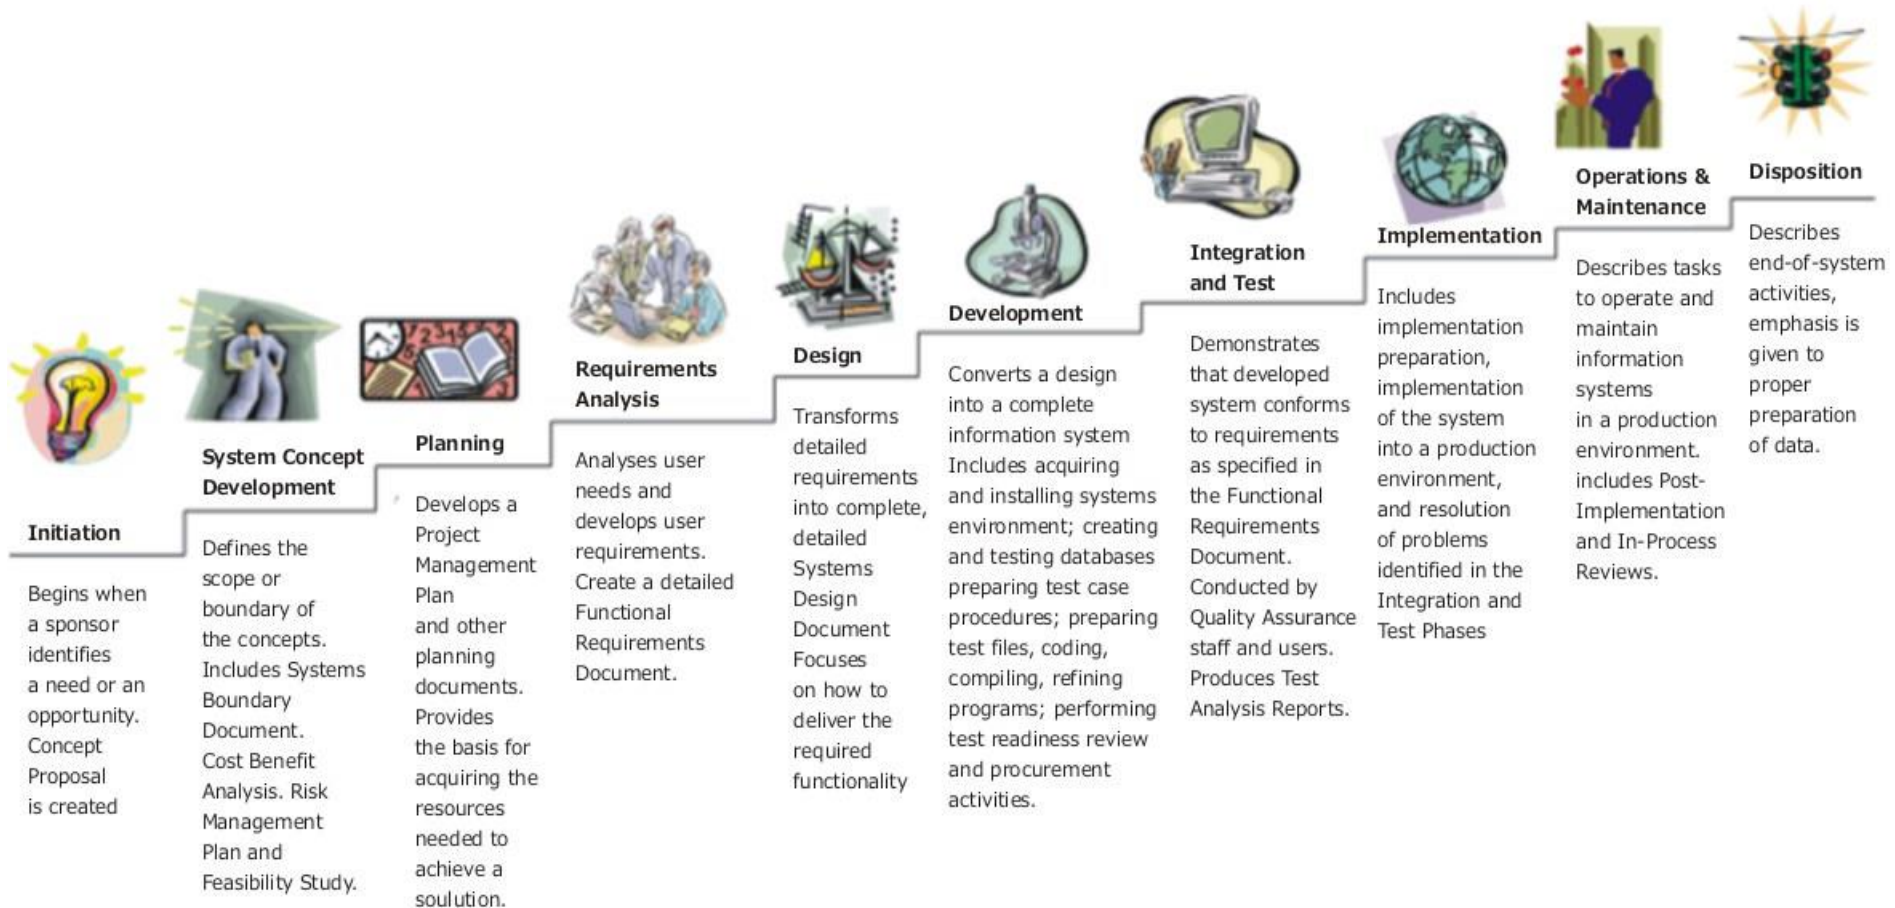 Initiation
Begins when
a sponsor
identifies
a need or an
opportunity.
Concept
Proposal
is created
System Concept
Development
Defines the
scope or
boundary of
the concepts.
Includes Systems
Boundary
Document.
Cost Benefit
Analysis. Risk
Management
Plan and
Feasibility Study.
Planning
Develops a
Project
Management
Plan
and other
planning
documents.
Provides
the basis for
acquiring the
resources
needed to
achieve a
soulution.
Requirements
Analysis
Analyses user
needs and
develops user
requirements.
Create a detailed
Functional
Requirements
Document.
Design
Transforms
detailed
requirements
into complete,
detailed
Systems
Design
Document
Focuses
on how to
deliver the
required
functionality
Development
Converts a design
into a complete
information system
Includes acquiring
and installing systems
environment; creating
and testing databases
preparing test case
procedures; preparing
test files, coding,
compiling, refining
programs; performing
test readiness review
and procurement
activities.
Integration
and Test
Demonstrates
that developed
system conforms
to requirements
as specified in
the Functional
Requirements
Document.
Conducted by
Quality Assurance
staff and users.
Produces Test
Analysis Reports.
Implementation
Includes
implementation
preparation,
implementation
of the system
into a production
environment,
and resolution
of problems
identified in the
Integration and
Test Phases
Operations &
Maintenance
Describes tasks
to operate and
maintain
information
systems
in a production
environment.
includes Post-
Implementation
and In-Process
Reviews.
Disposition
Describes
end-of-system
activities,
emphasis is
given to
proper
preparation
of data.